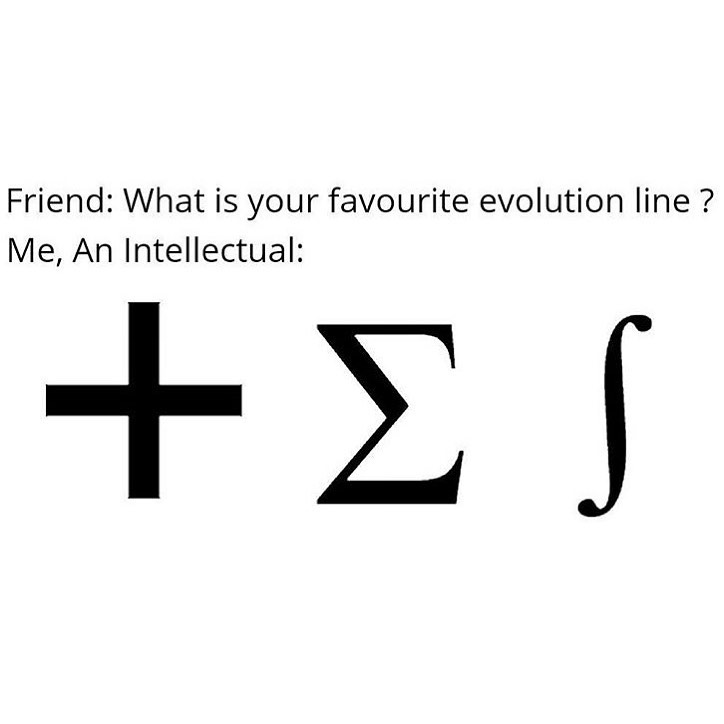 Friend: What is your favourite evolution line ?
Me, An Intellectual:
+ Σ ∫